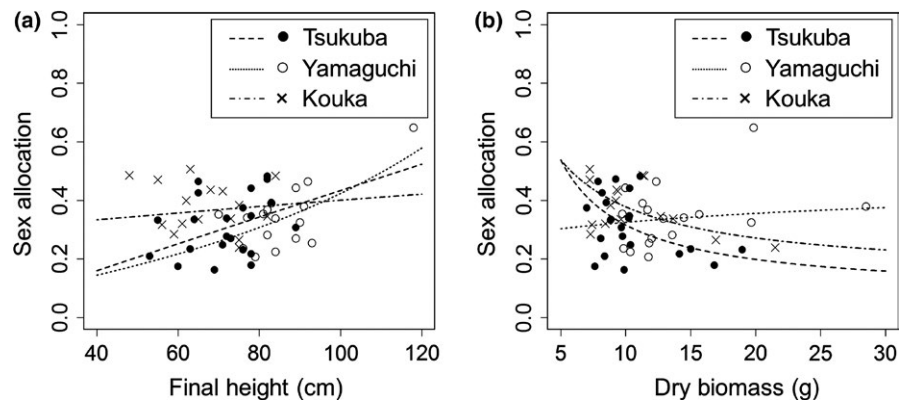 (a)
Sex allocation
1.0
0.8
0.6
0.4
0.2
0.0
Tsukuba
Yamaguchi
Kouka
40 60 80 100 120
Final height (cm)
(b)
Sex allocation
1.0
0.8
0.6
0.4
0.2
0.0
Tsukuba
Yamaguchi
Kouka
5 10 15 20 25 30
Dry biomass (g)